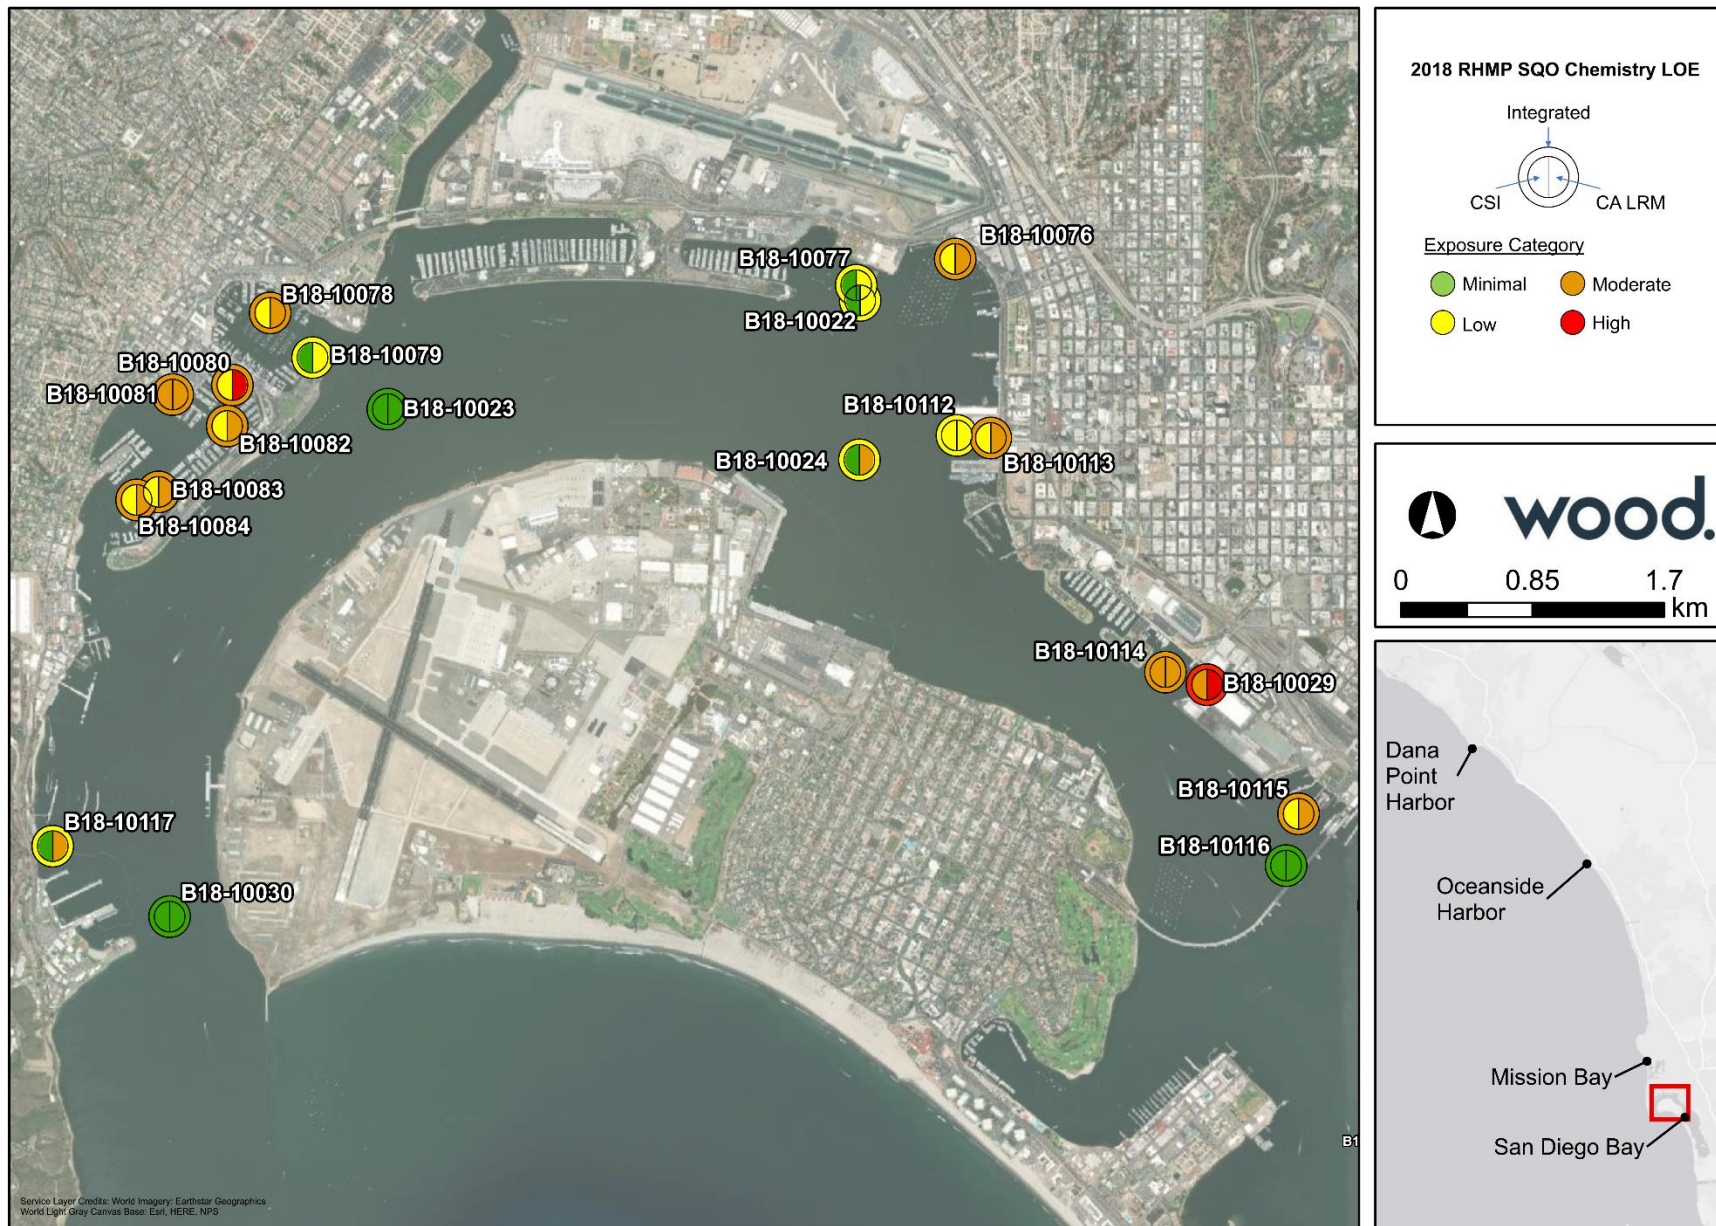 B18-10076
B18-10077
B18-10022
B18-10078
B18-10079
B18-10080
B18-10081
B18-10023
B18-10082
B18-10112
B18-10113
B18-10024
B18-10083
B18-10084
B18-10114
B18-10029
B18-10115
B18-10116
B18-10117
B18-10030
B1
Service Layer Credits: World Imagery: Earthstar Geographics
World Light Gray Canvas Base: Esri, HERE, NPS
2018 RHMP SQO Chemistry LOE
Integrated
CSI
CA LRM
Exposure Category
Minimal
Moderate
Low
High
wood.
0 0.85 1.7
km
Dana
Point
Harbor
Oceanside
Harbor
Mission Bay
San Diego Bay